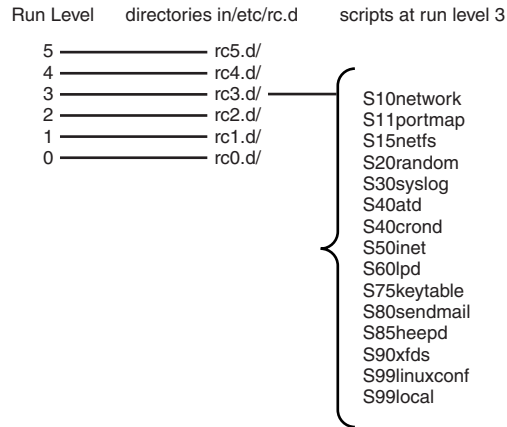 Run Level directories in/etc/rc.d scripts at run level 3
5 rc5.d/
4 rc4.d/
3 rc3.d/
2 rc2.d/
1 rc1.d/
0 rc0.d/
S10network
S11portmap
S15netfs
S20random
S30syslog
S40atd
S40crond
S50inet
S60lpd
S75keytable
S80sendmail
S85heepd
S90xfds
S99linuxconf
S99local